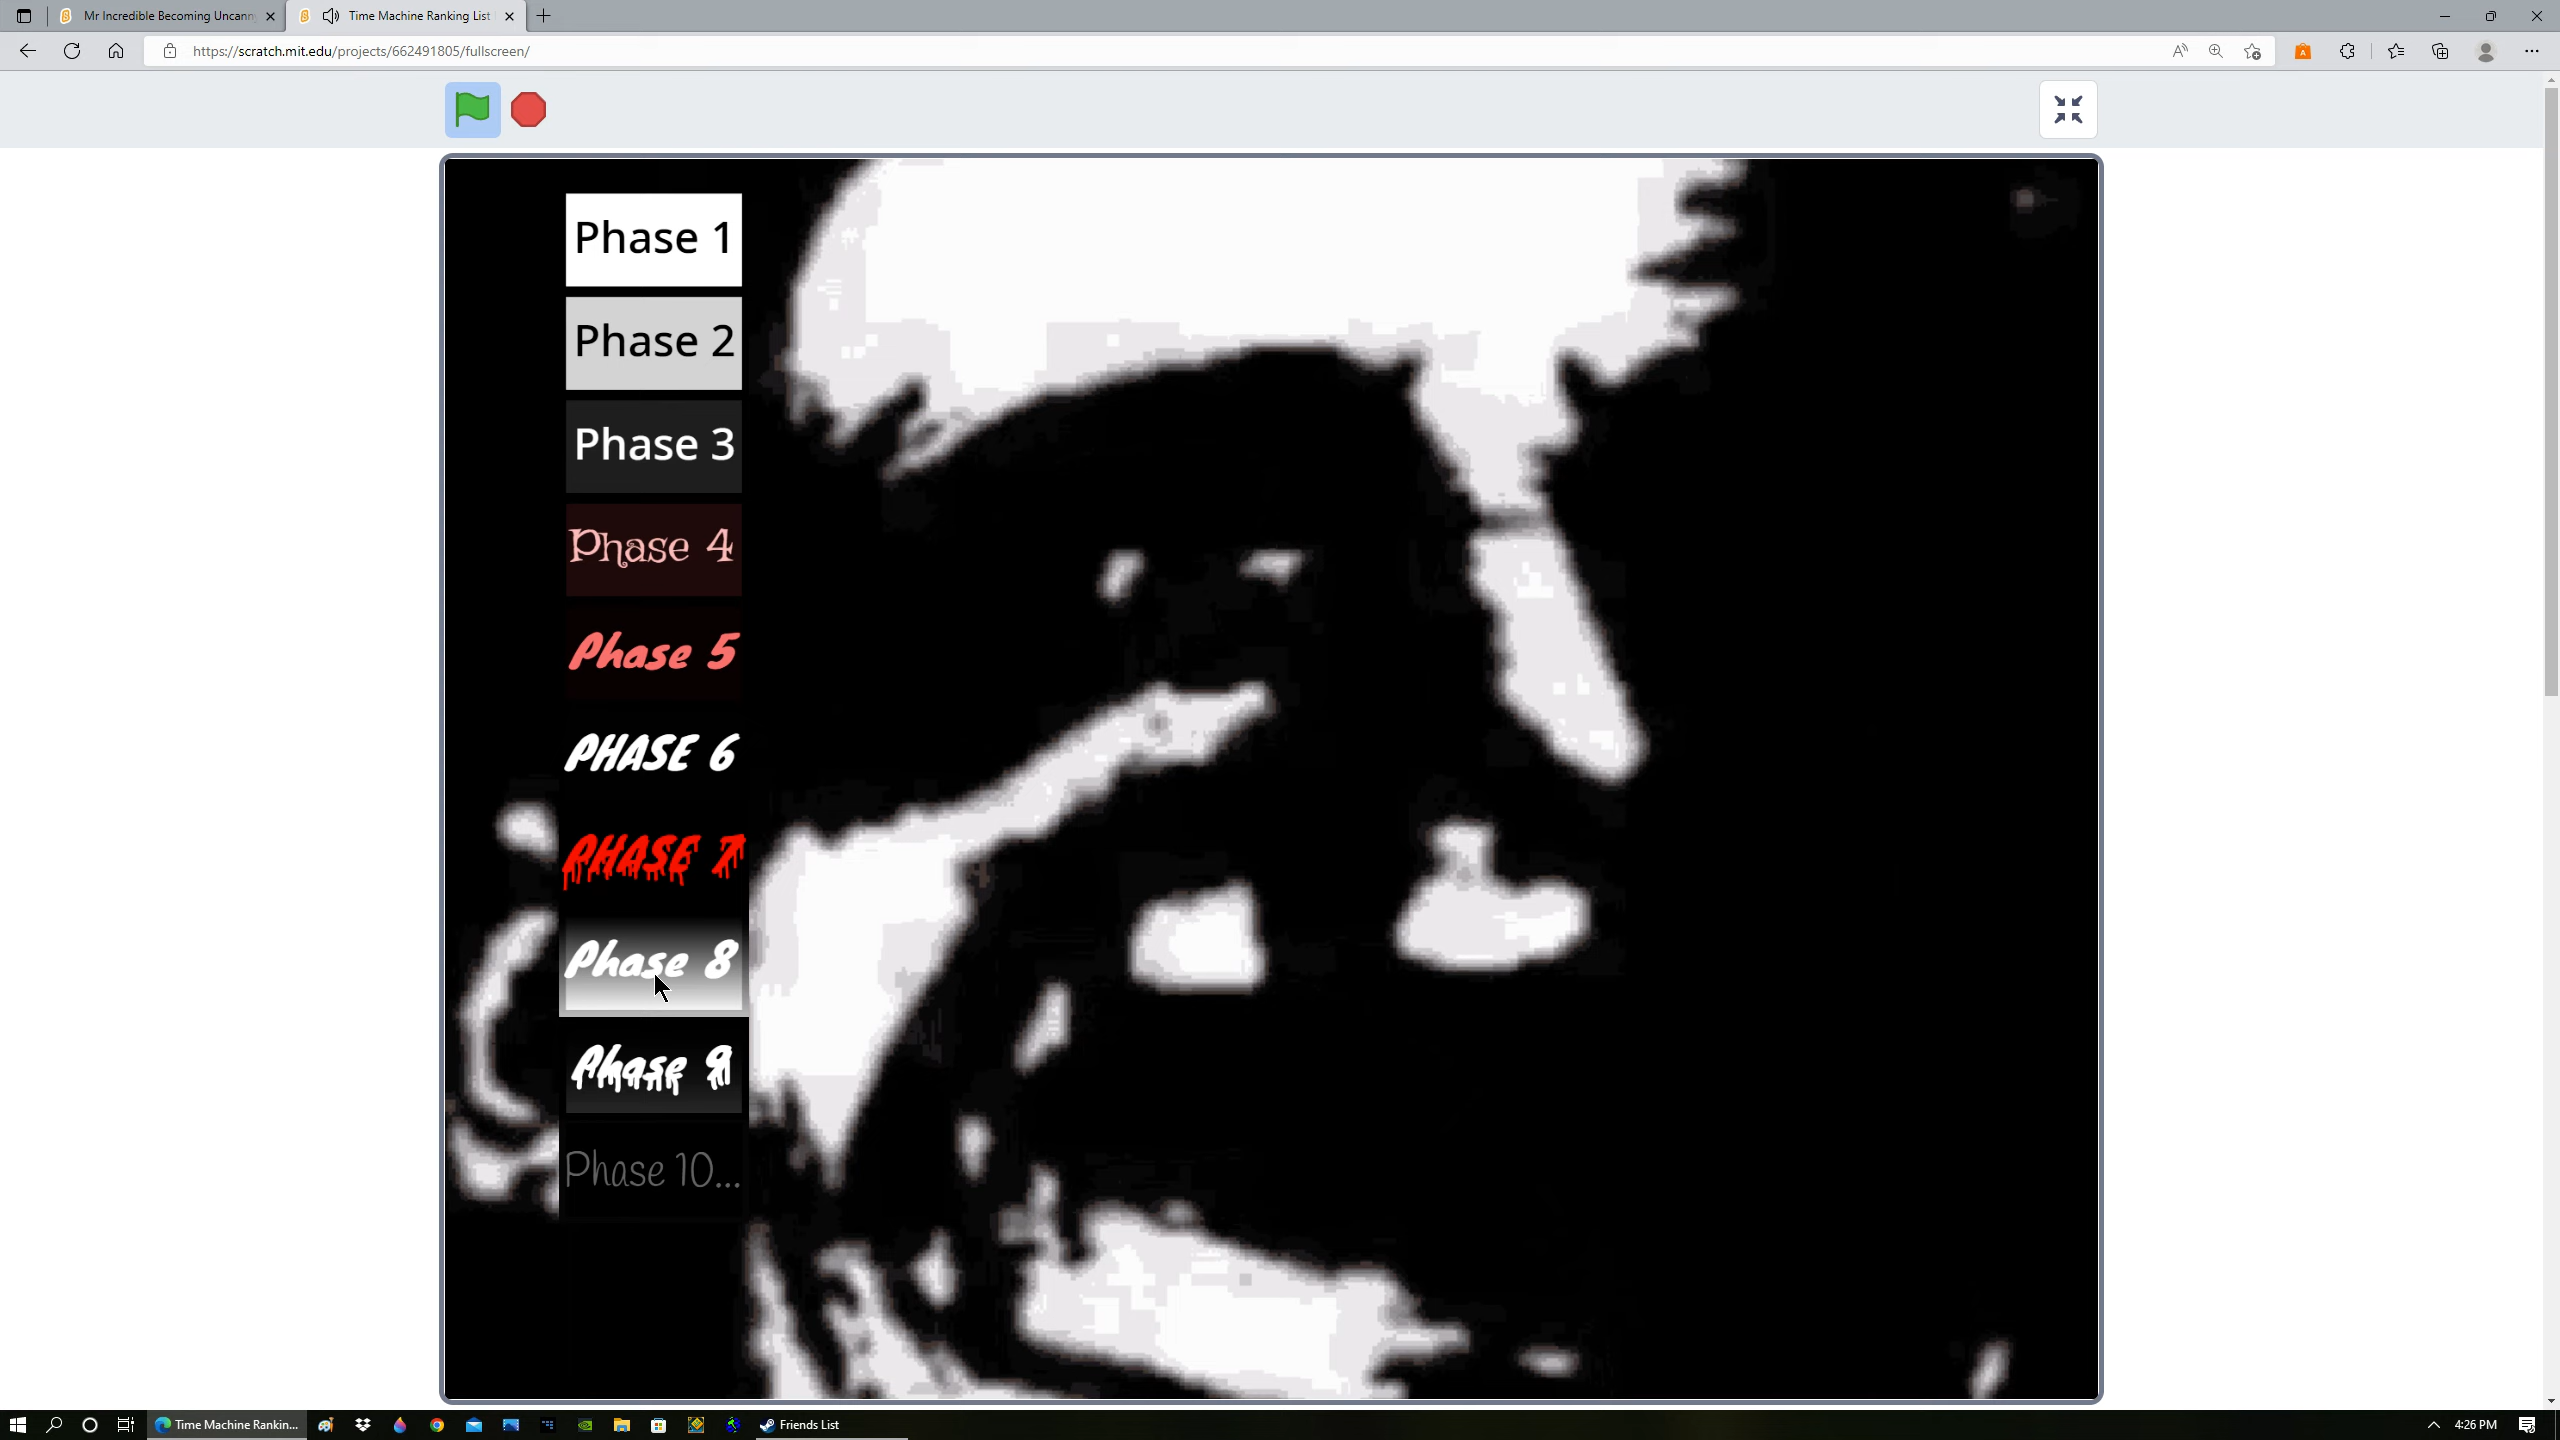 Mr Incredible Becoming Uncanny
Time Machine Ranking List
https://scratch.mit.edu/projects/662491805/fullscreen/
Phase 1
Phase 2
Phase 3
Phase 4
Phase 5
PHASE 6
PHASE 7
Phase 8
Phase 9
Phase 10...
Time Machine Rankin...
Friends List
4:26 PM